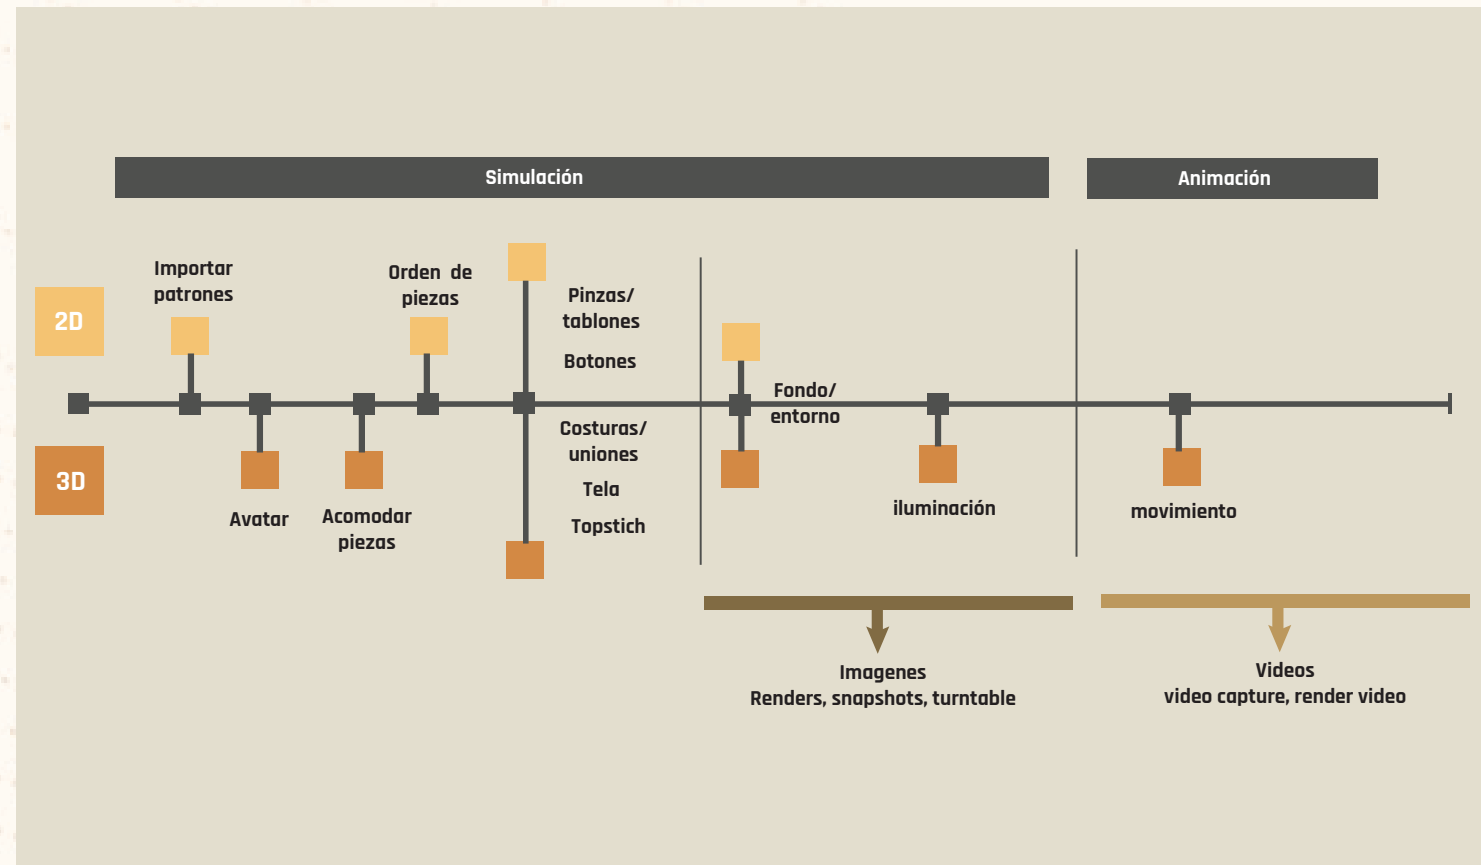 Simulación
Animación
2D
Importar
patrones
Orden de
piezas
Pinzas/
tablones
Botones
Fondo/
entorno
3D
Avatar
Acomodar
piezas
Costuras/
uniones
Tela
Topstich
iluminación
movimiento
Imagenes
Renders, snapshots, turntable
Videos
video capture, render video